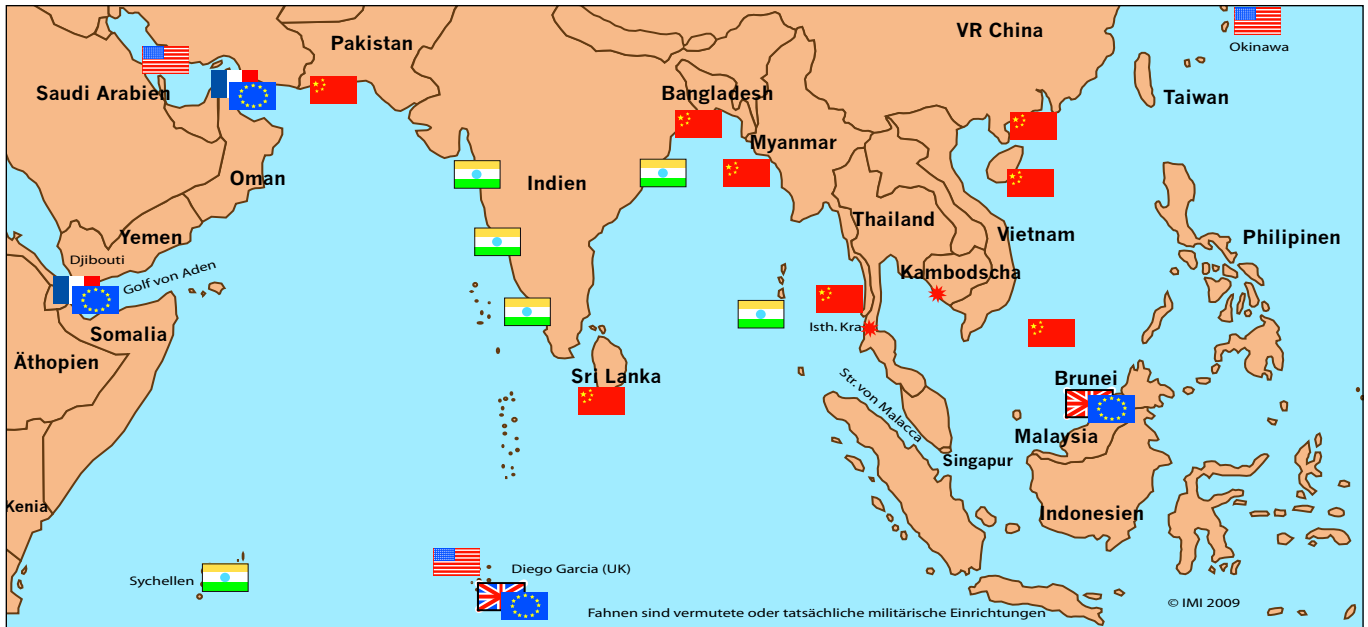 VR China
Okinawa
Pakistan
Saudi Arabien
Bangladesh
Taiwan
Myanmar
Oman
Indien
Thailand
Yemen
Vietnam
Philipinen
Djibouti
Golf von Aden
Kambodscha
Somalia
Isth. Kra
Äthopien
Sri Lanka
Str. von Malacca
Brunei
Malaysia
Singapur
Kenia
Indonesien
Sychellen
Diego Garcia (UK)
Fahnen sind vermutete oder tatsächliche militärische Einrichtungen
© IMI 2009